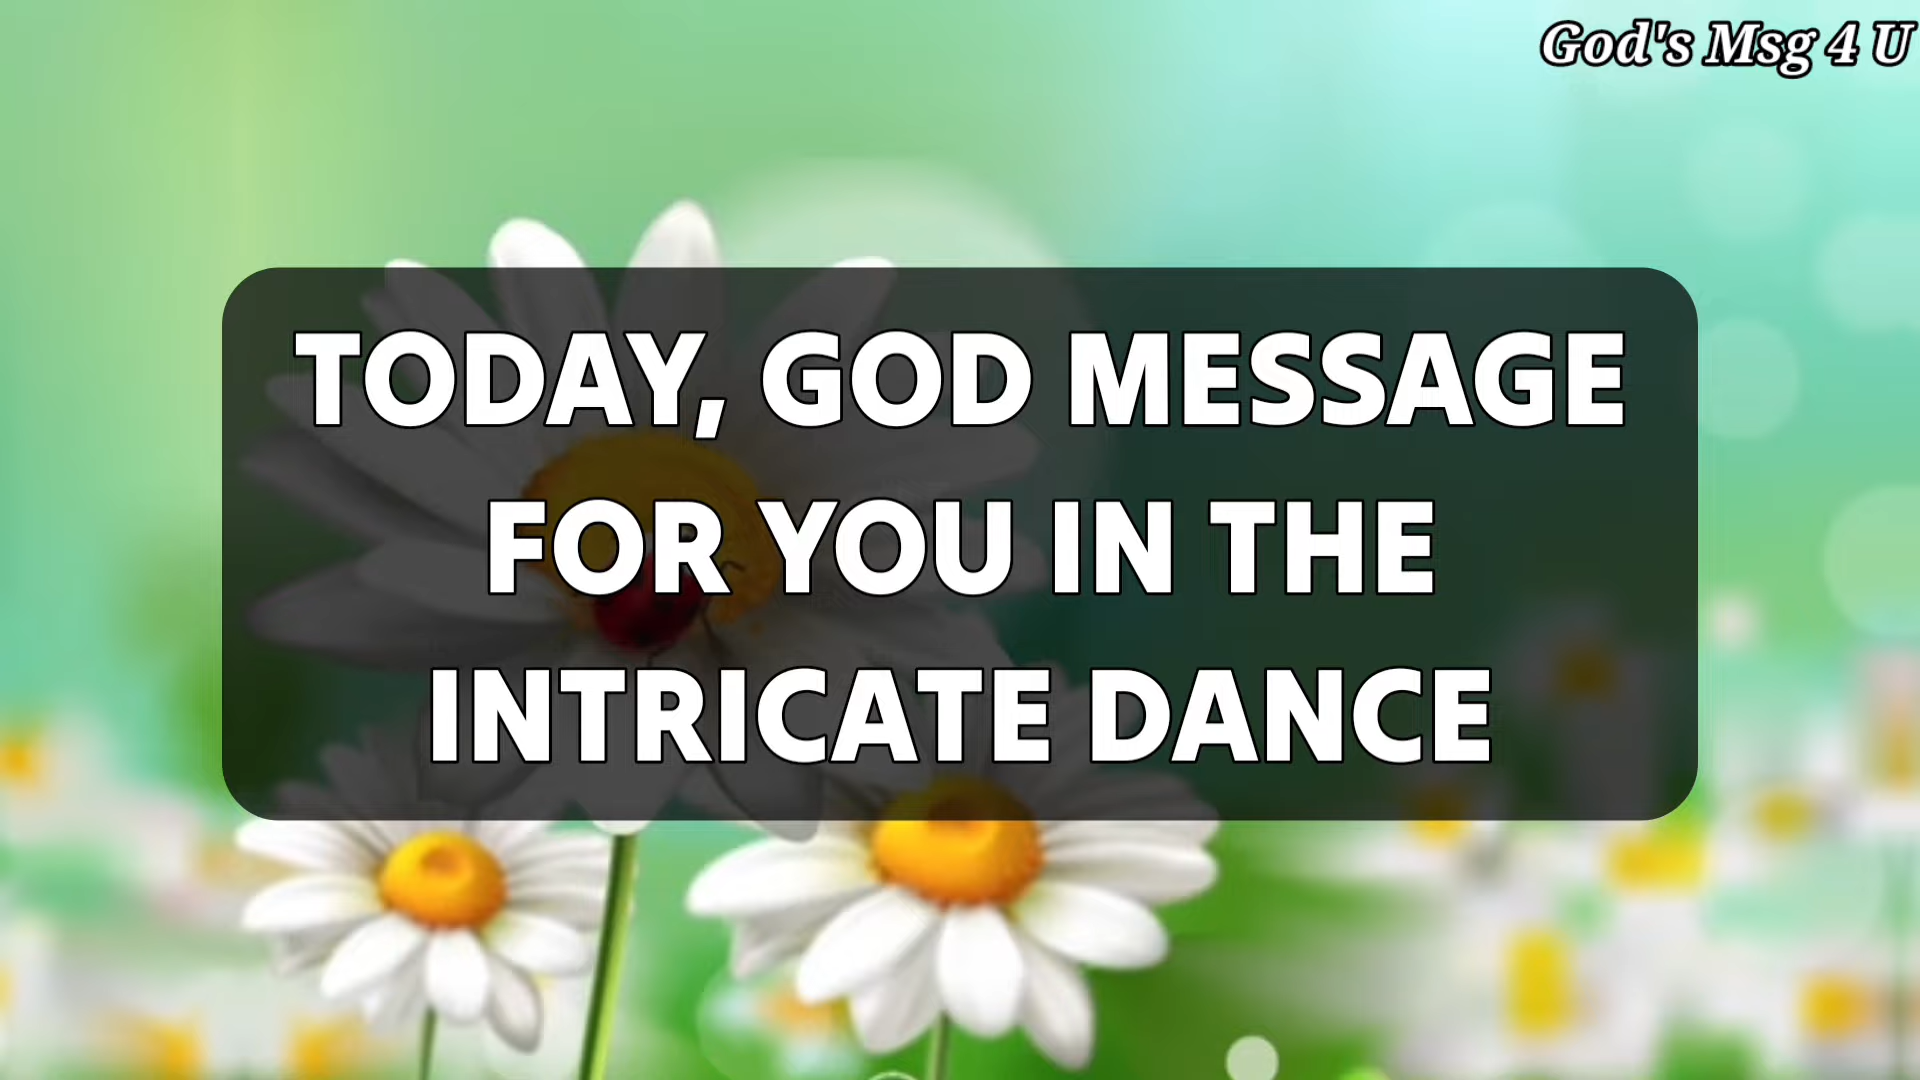 God's Msg 4 U
TODAY, GOD MESSAGE
FOR YOU IN THE
INTRICATE DANCE